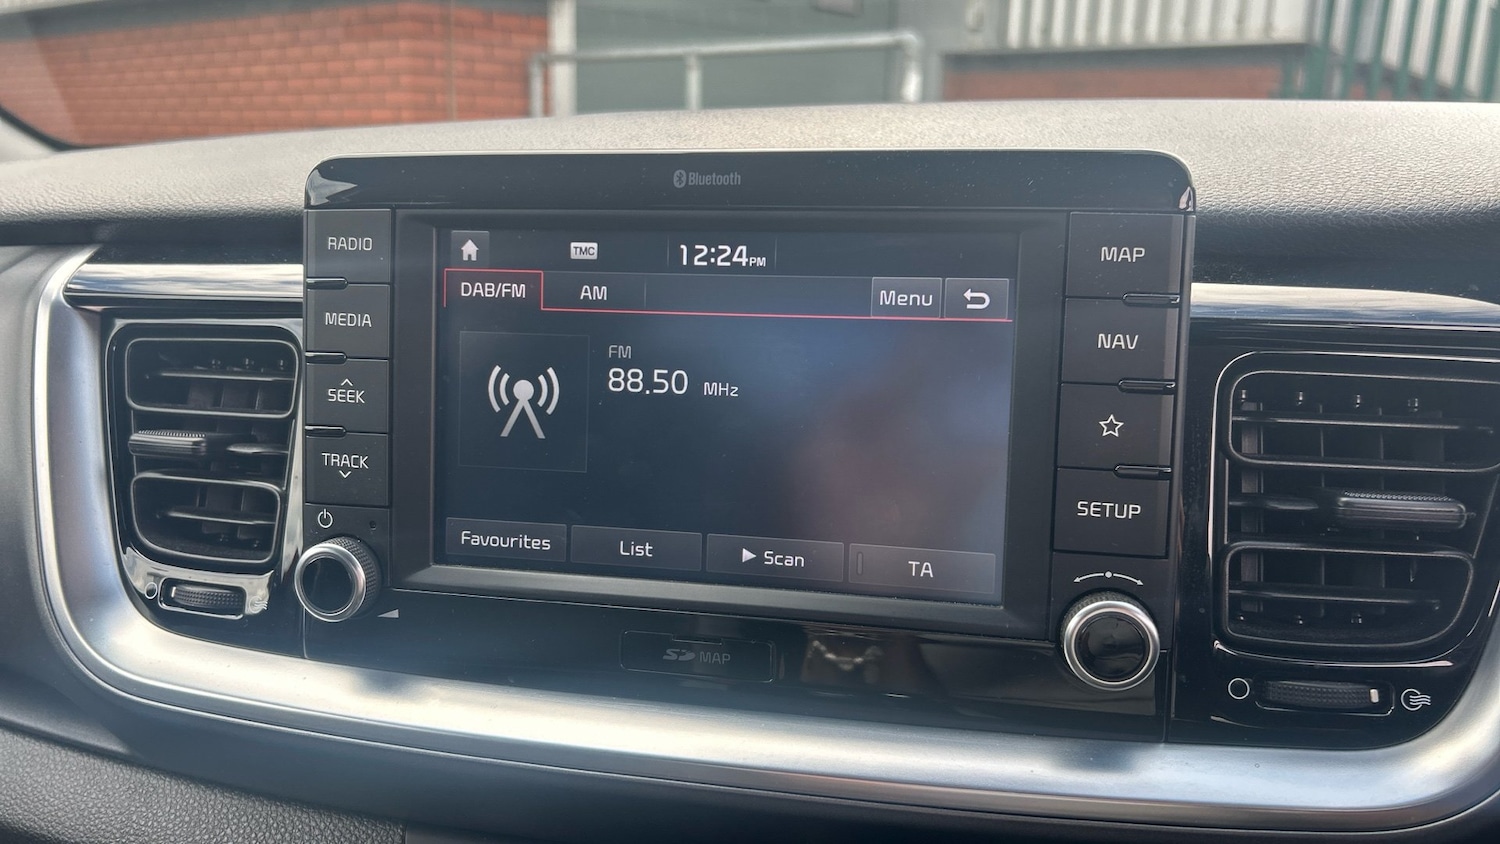 Bluetooth
RADIO
MEDIA
SEEK
TRACK
TMC
12:24PM
DAB/FM
AM
Menu
FM
88.50 MHz
Favourites
List
Scan
TA
MAP
NAV
SETUP
SD MAP